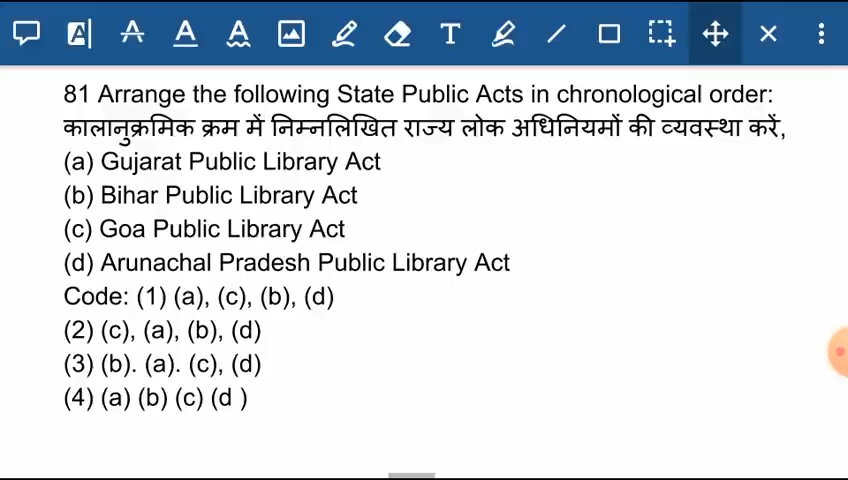 81 Arrange the following State Public Acts in chronological order:
कालानुक्रमिक क्रम में निम्नलिखित राज्य लोक अधिनियमों की व्यवस्था करें,
(a) Gujarat Public Library Act
(b) Bihar Public Library Act
(c) Goa Public Library Act
(d) Arunachal Pradesh Public Library Act
Code: (1) (a), (c), (b), (d)
(2) (c), (a), (b), (d)
(3) (b). (a). (c), (d)
(4) (a) (b) (c) (d )